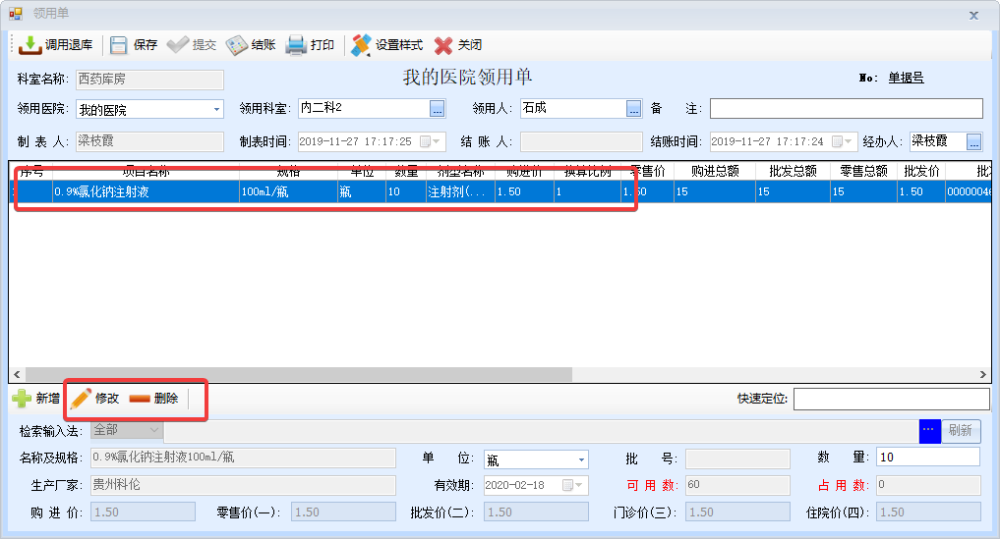 领用单
调用退库 保存 提交 结账 打印 设置样式 关闭
科室名称: 西药库房 我的医院领用单 No: 单据号
领用医院: 我的医院 领用科室: 内二科2 领用人: 石成 备 注:
制 表 人: 梁枝霞 制表时间: 2019-11-27 17:17:25 结 账 人: 结账时间: 2019-11-27 17:17:24 经办人: 梁枝霞
序号 项目名称 规格 单位 数量 剂型名称 购进价 换算比例 零售价 购进总额 批发总额 零售总额 批发价 批
0.9%氯化钠注射液 100ml/瓶 瓶 10 注射剂(... 1.50 1 1.50 15 15 15 1.50 0000004
新增 修改 删除 快速定位:
检索输入法: 全部 ... 刷新
名称及规格: 0.9%氯化钠注射液100ml/瓶 单 位: 瓶 批 号: 数 量: 10
生产厂家: 贵州科伦 有效期: 2020-02-18 可 用 数: 60 占 用 数: 0
购 进 价: 1.50 零售价(一): 1.50 批发价(二): 1.50 门诊价(三): 1.50 住院价(四): 1.50